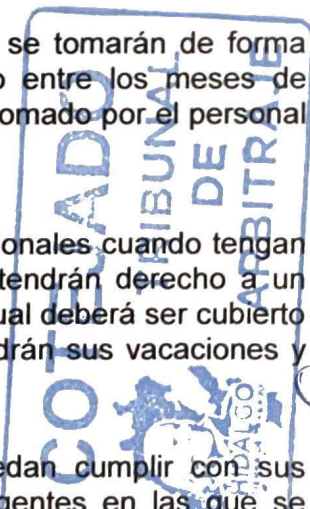 se tomarán de forma
entre los meses de
omado por el personal
onales cuando tengan
tendrán derecho a un
ual deberá ser cubierto
drán sus vacaciones y
edan cumplir con sus
gentes en las que se
COTEJADO
TRIBUNAL
DE
ARBITRAJE
HIDALGO